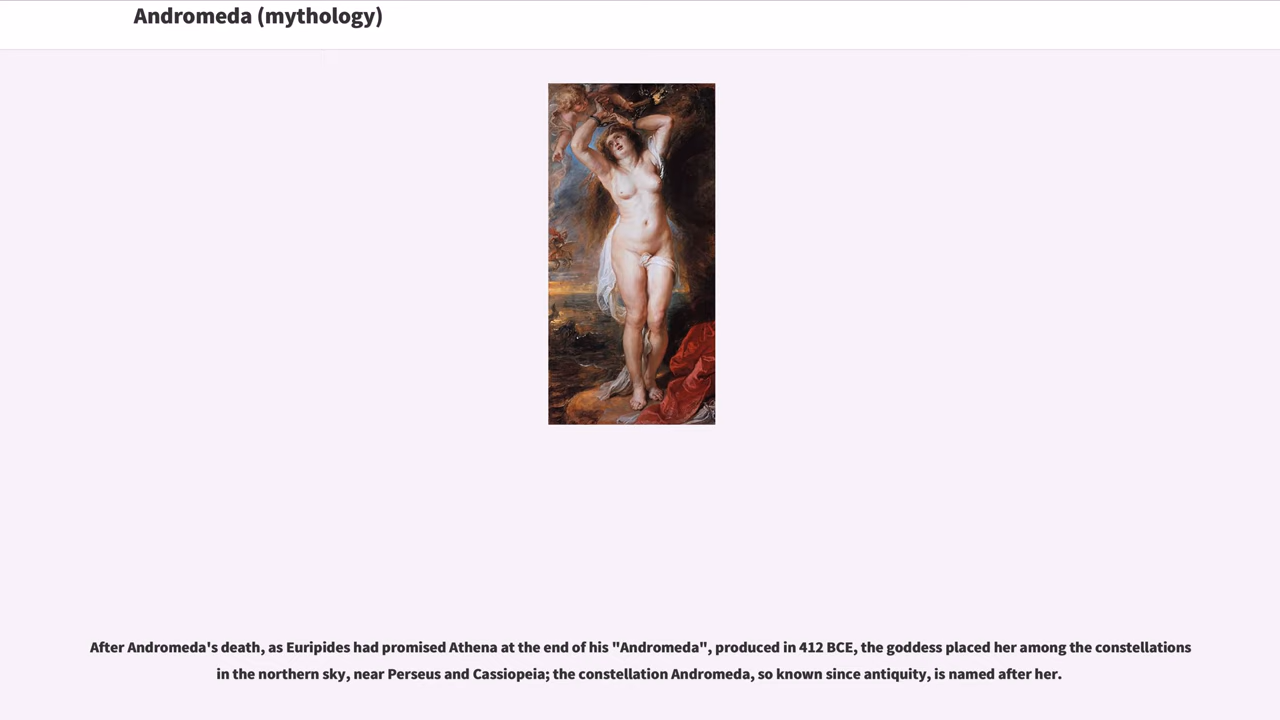 Andromeda (mythology)
After Andromeda's death, as Euripides had promised Athena at the end of his "Andromeda", produced in 412 BCE, the goddess placed her among the constellations
in the northern sky, near Perseus and Cassiopeia; the constellation Andromeda, so known since antiquity, is named after her.